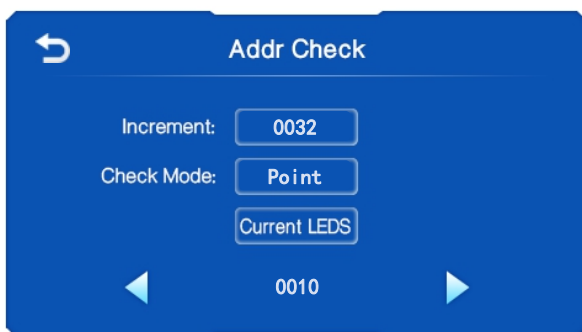 Addr Check
Increment: 0032
Check Mode: Point
Current LEDS
0010